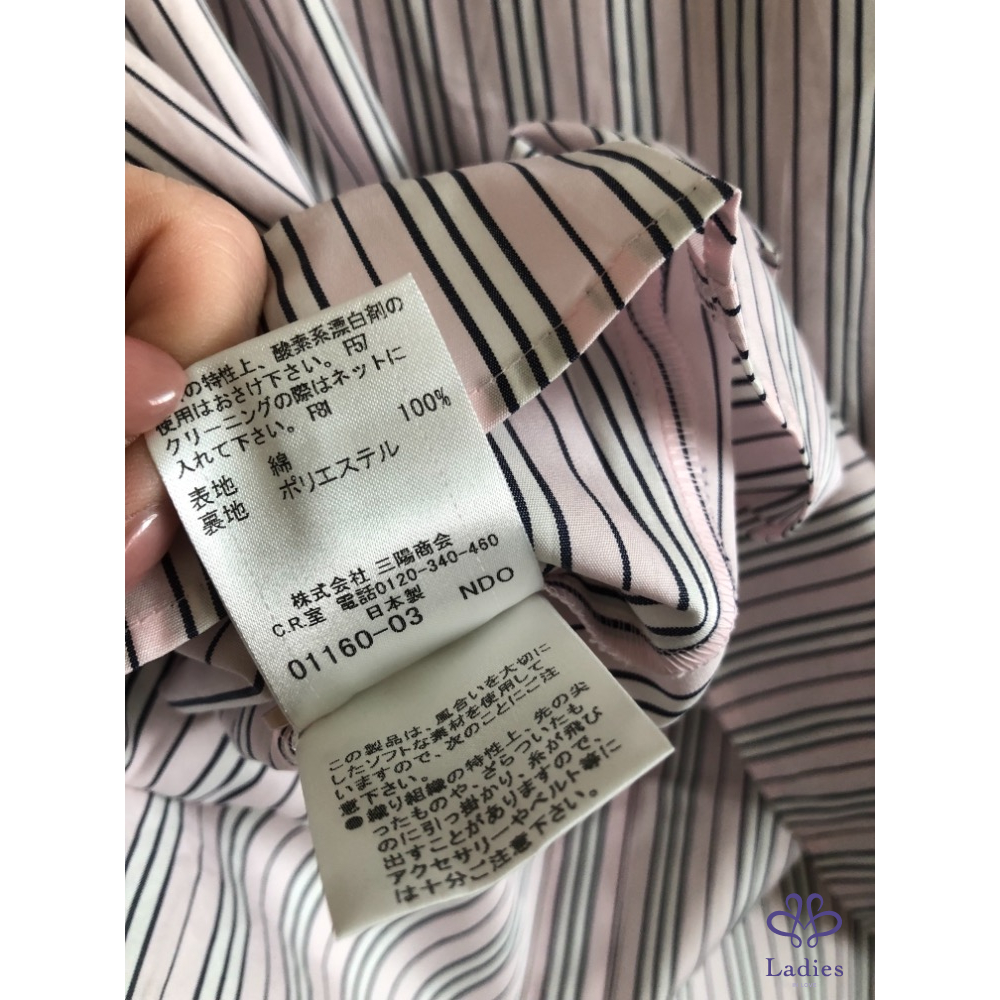 の特性上、酸素系漂白剤の
使用はおさけ下さい。 F57
クリーニングの際はネットに
入れて下さい。 F31
表地 綿 100%
裏地 ポリエステル
株式会社 三陽商会
C.R.室 電話0120-340-460
日本製 NDO
01160-03
この製品は、風合いを大切に
したソフトな素材を使用して
いますので、次のことにご注
意下さい。
●織り組織の特性上、先の尖
ったものや、ざらついたも
のに引っ掛かり、糸が飛び
出すことがありますので、
アクセサリーやベルト等に
は十分ご注意下さい。
Ladies